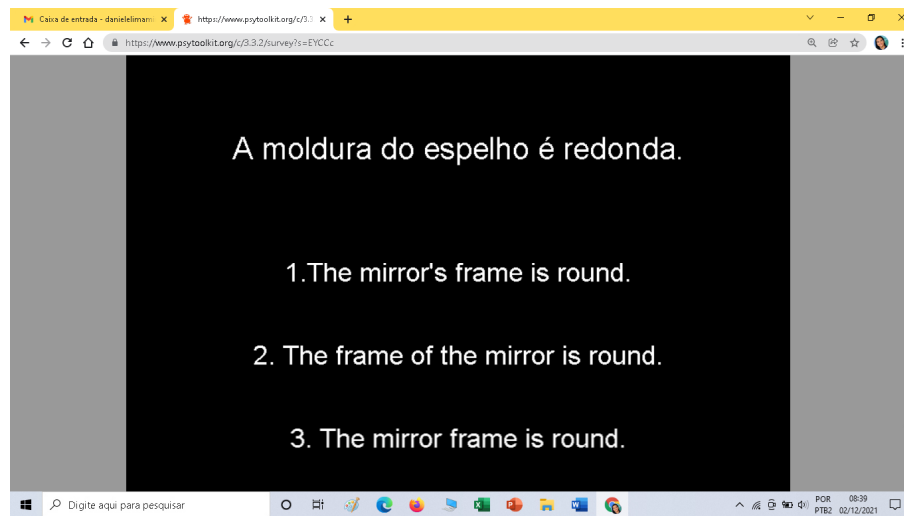 Caixa de entrada - danielelimam
https://www.psytoolkit.org/c/3.3
https://www.psytoolkit.org/c/3.3.2/survey?s=EYCCc
A moldura do espelho é redonda.
1.The mirror's frame is round.
2. The frame of the mirror is round.
3. The mirror frame is round.
Digite aqui para pesquisar
POR 08:39
PTB2 02/12/2021